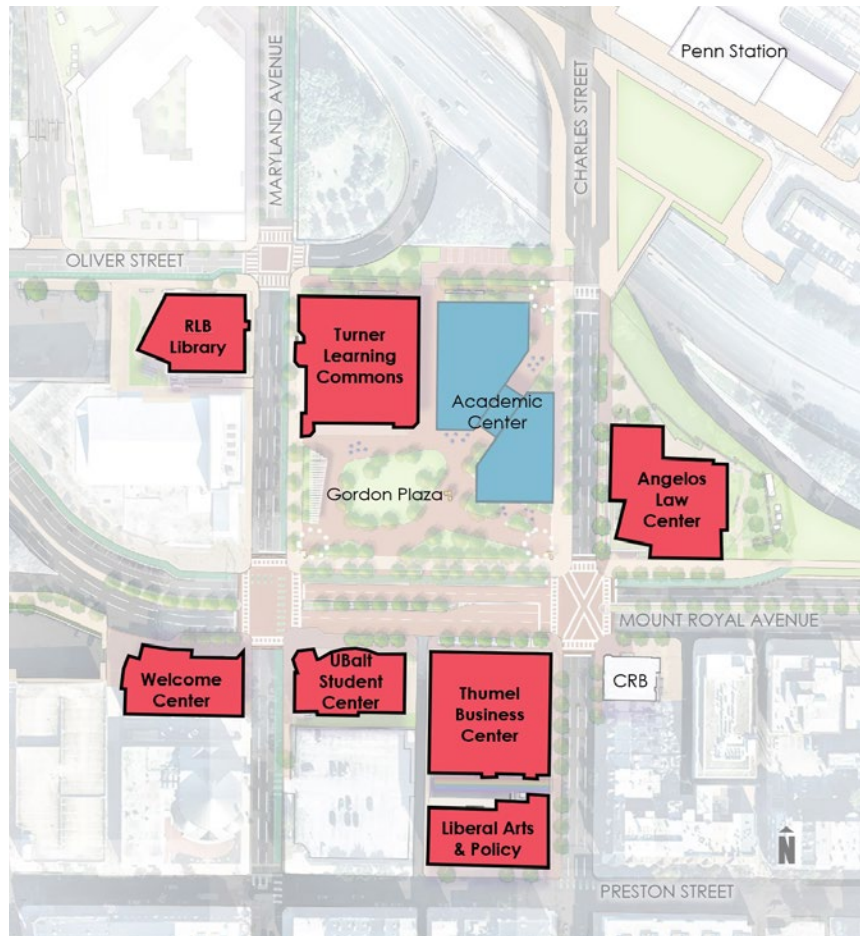 Penn Station
MARYLAND AVENUE
CHARLES STREET
OLIVER STREET
RLB
Library
Turner
Learning
Commons
Academic
Center
Angelos
Law
Center
Gordon Plaza
MOUNT ROYAL AVENUE
Welcome
Center
UBalt
Student
Center
Thumel
Business
Center
CRB
Liberal Arts
& Policy
N
PRESTON STREET